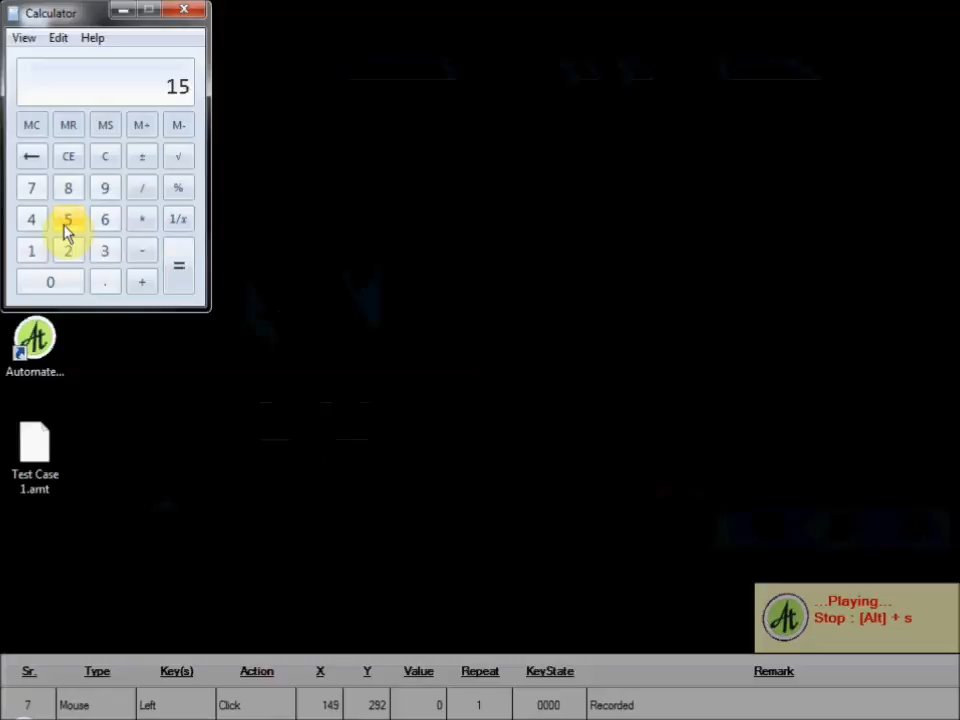 Calculator
View Edit Help
15
MC MR MS M+ M-
← CE C ± √
7 8 9 / %
4 5 6 * 1/x
1 2 3 - =
0 . +
At
Automate...
Test Case
1.amt
At
...Playing...
Stop : [Alt] + s
Sr. Type Key(s) Action X Y Value Repeat KeyState Remark
7 Mouse Left Click 149 292 0 1 0000 Recorded